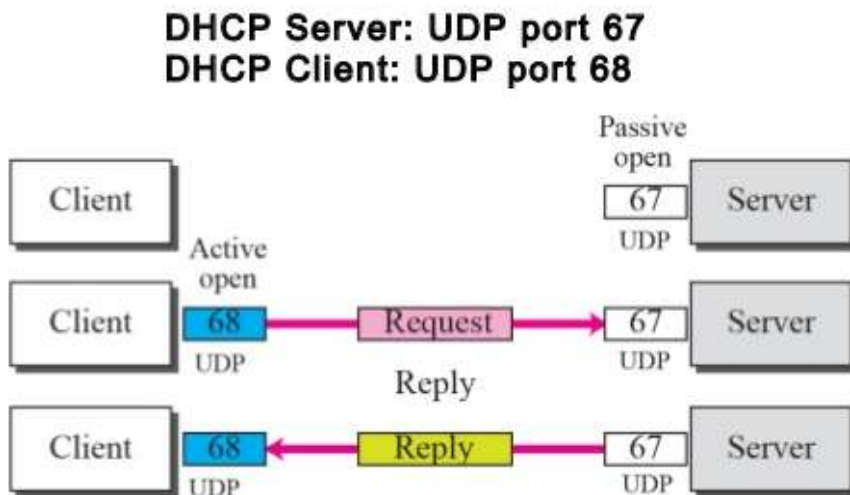 DHCP Server: UDP port 67
DHCP Client: UDP port 68
Passive
open
Client
67
Server
UDP
Active
open
Client
68
Request
67
Server
UDP
UDP
Reply
Client
68
Reply
67
Server
UDP
UDP